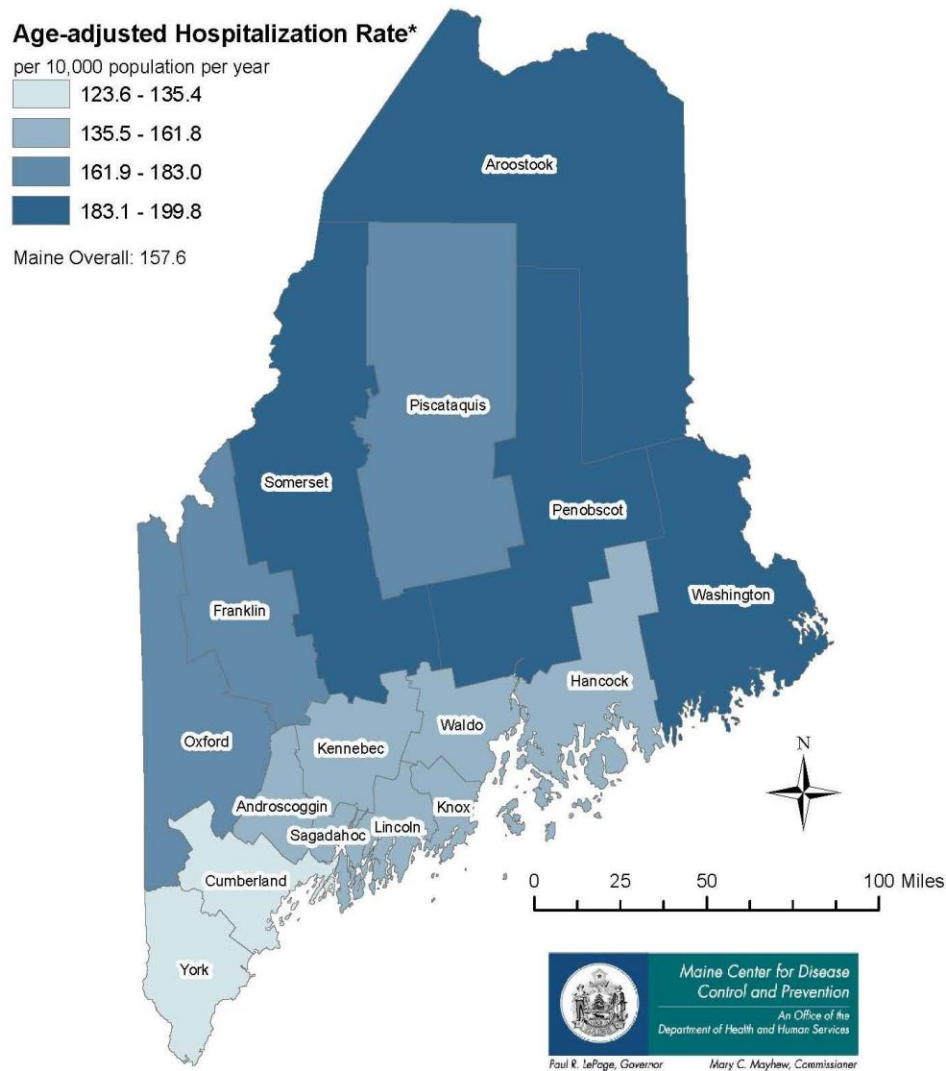 Age-adjusted Hospitalization Rate*
per 10,000 population per year
123.6 - 135.4
135.5 - 161.8
161.9 - 183.0
183.1 - 199.8
Maine Overall: 157.6
Aroostook
Piscataquis
Somerset
Penobscot
Washington
Franklin
Hancock
Waldo
Oxford
Kennebec
Androscoggin
Knox
Lincoln
Sagadahoc
Cumberland
York
N
0 25 50 100 Miles
Maine Center for Disease
Control and Prevention
An Office of the
Department of Health and Human Services
Paul R. LePage, Governor Mary C. Mayhew, Commissioner